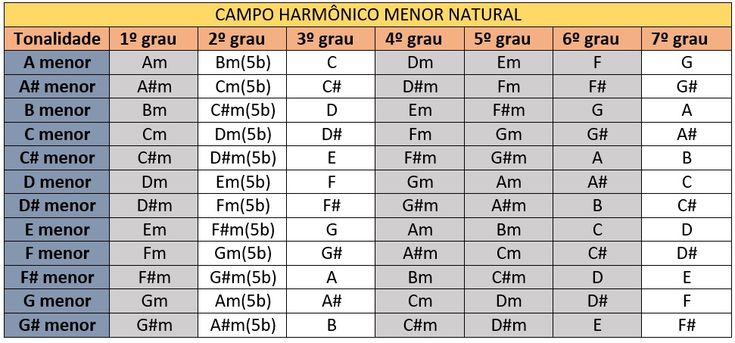 CAMPO HARMÔNICO MENOR NATURAL
Tonalidade 1º grau 2º grau 3º grau 4º grau 5º grau 6º grau 7º grau
A menor Am Bm(5b) C Dm Em F G
A# menor A#m Cm(5b) C# D#m Fm F# G#
B menor Bm C#m(5b) D Em F#m G A
C menor Cm Dm(5b) D# Fm Gm G# A#
C# menor C#m D#m(5b) E F#m G#m A B
D menor Dm Em(5b) F Gm Am A# C
D# menor D#m Fm(5b) F# G#m A#m B C#
E menor Em F#m(5b) G Am Bm C D
F menor Fm Gm(5b) G# A#m Cm C# D#
F# menor F#m G#m(5b) A Bm C#m D E
G menor Gm Am(5b) A# Cm Dm D# F
G# menor G#m A#m(5b) B C#m D#m E F#